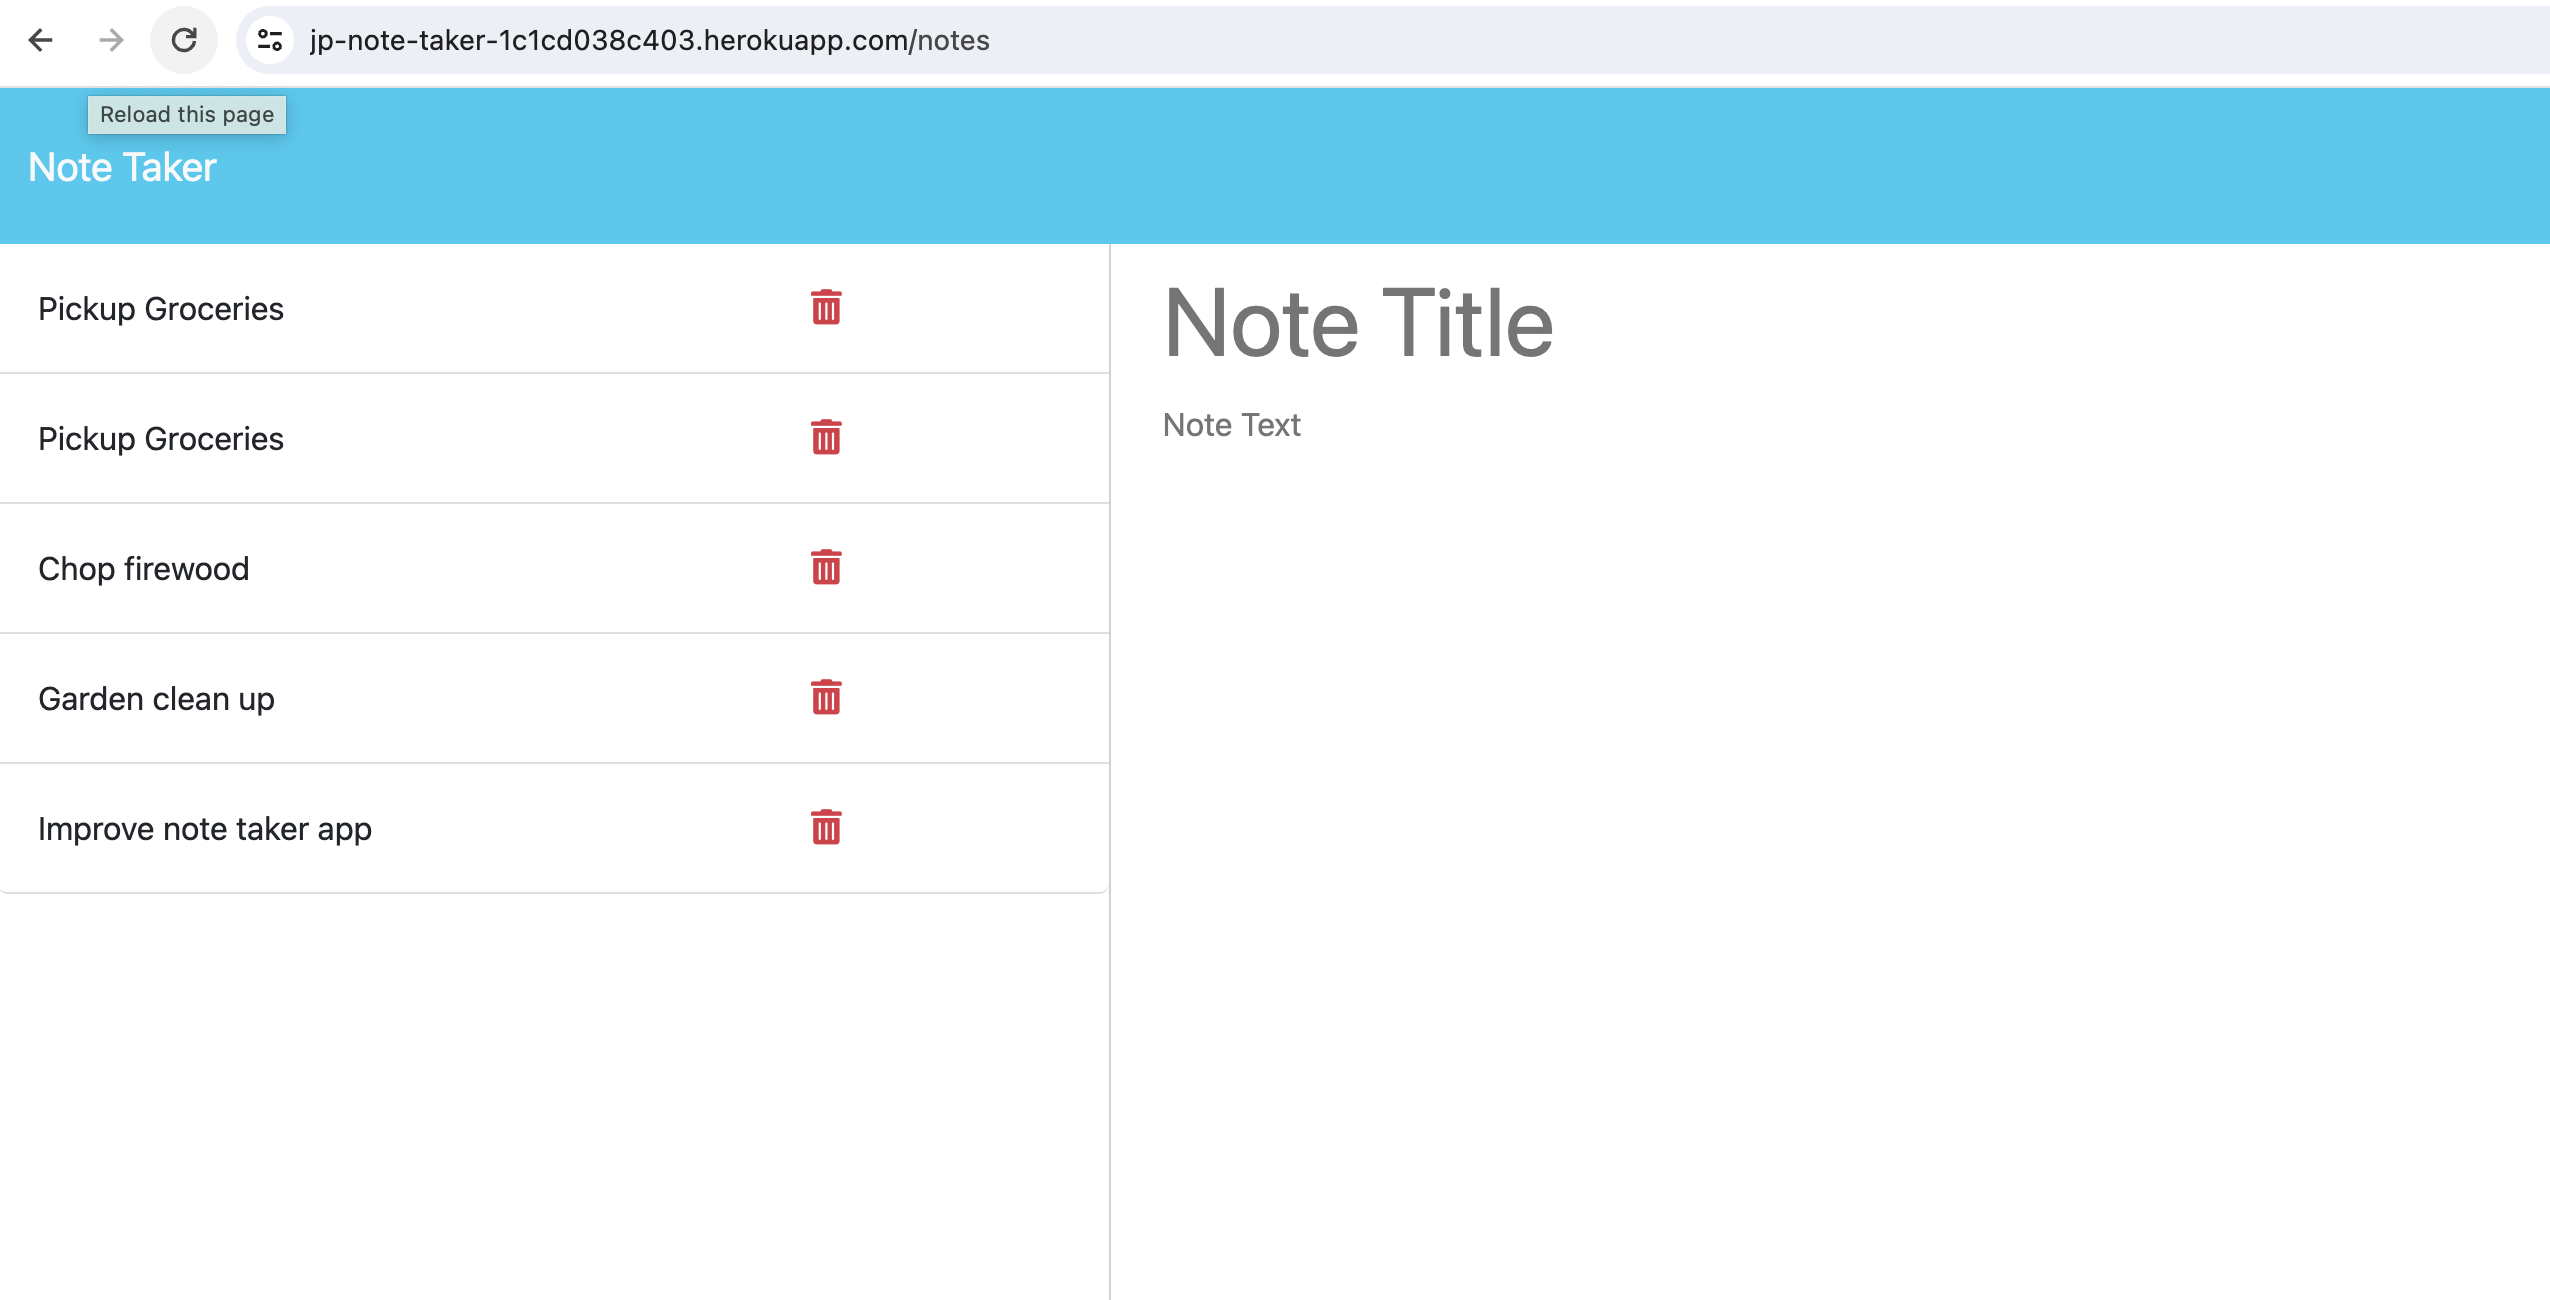 jp-note-taker-1c1cd038c403.herokuapp.com/notes
Reload this page
Note Taker
Pickup Groceries
Pickup Groceries
Chop firewood
Garden clean up
Improve note taker app
Note Title
Note Text